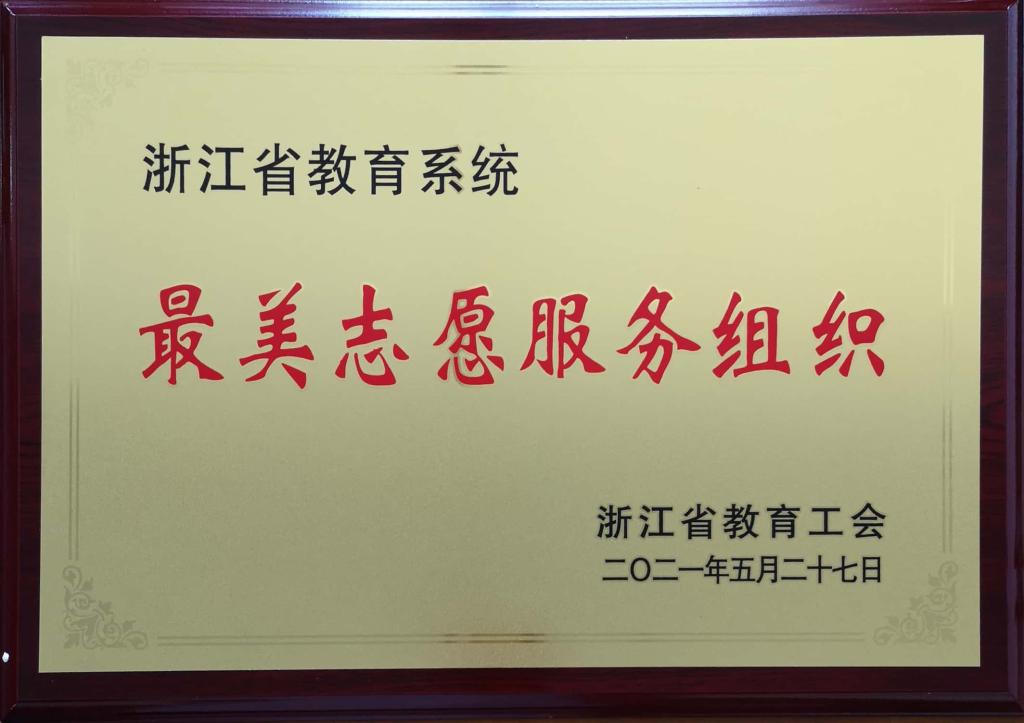 浙江省教育系统
最美志愿服务组织
浙江省教育工会
二〇二一年五月二十七日